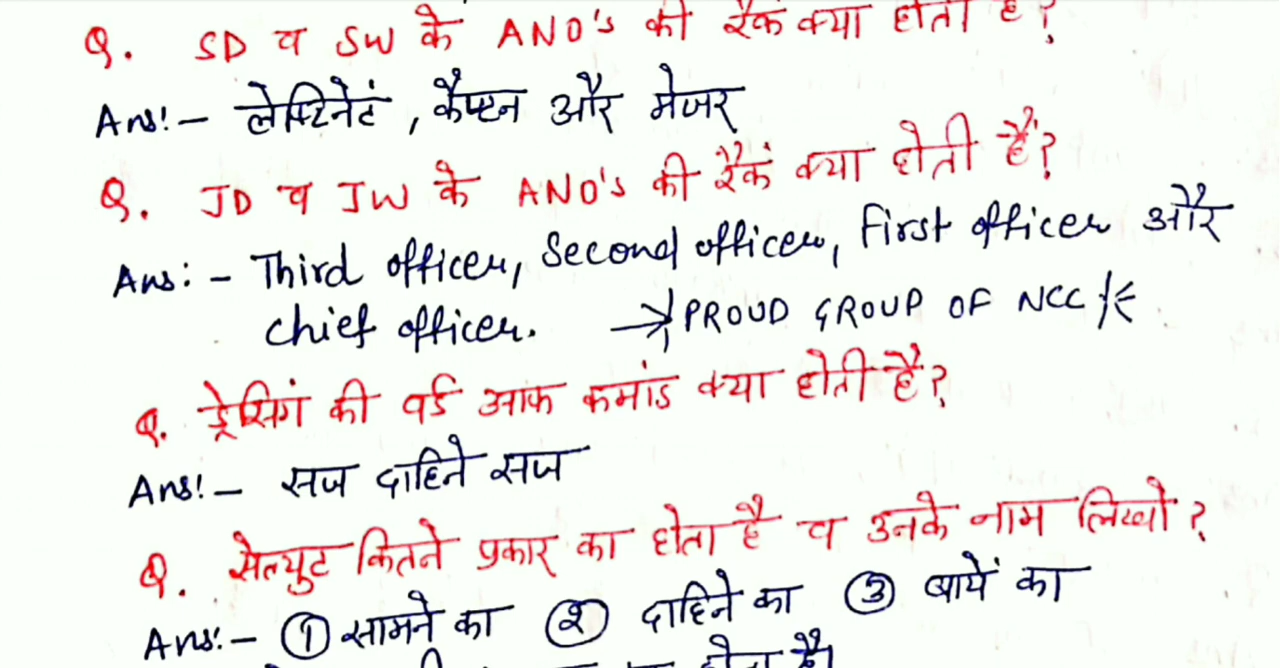 Q. SD व SW के ANO's की रैंक क्या होती है?
Ans:- लेफ्टिनेटं, कैप्टन और मेजर
Q. JD व JW के ANO's की रैंकं क्या होती हैं?
Ans:- Third officer, Second officer, First officer और
chief officer. → PROUD GROUP OF NCC ←
Q. ड्रेसिगं की वर्ड आफ कमांड क्या होती है?
Ans:- सज दाहिने सज
Q. सेल्युट कितने प्रकार का होता है व उनके नाम लिखो?
Ans:- ① सामने का ② दाहिने का ③ बायें का
होता है।